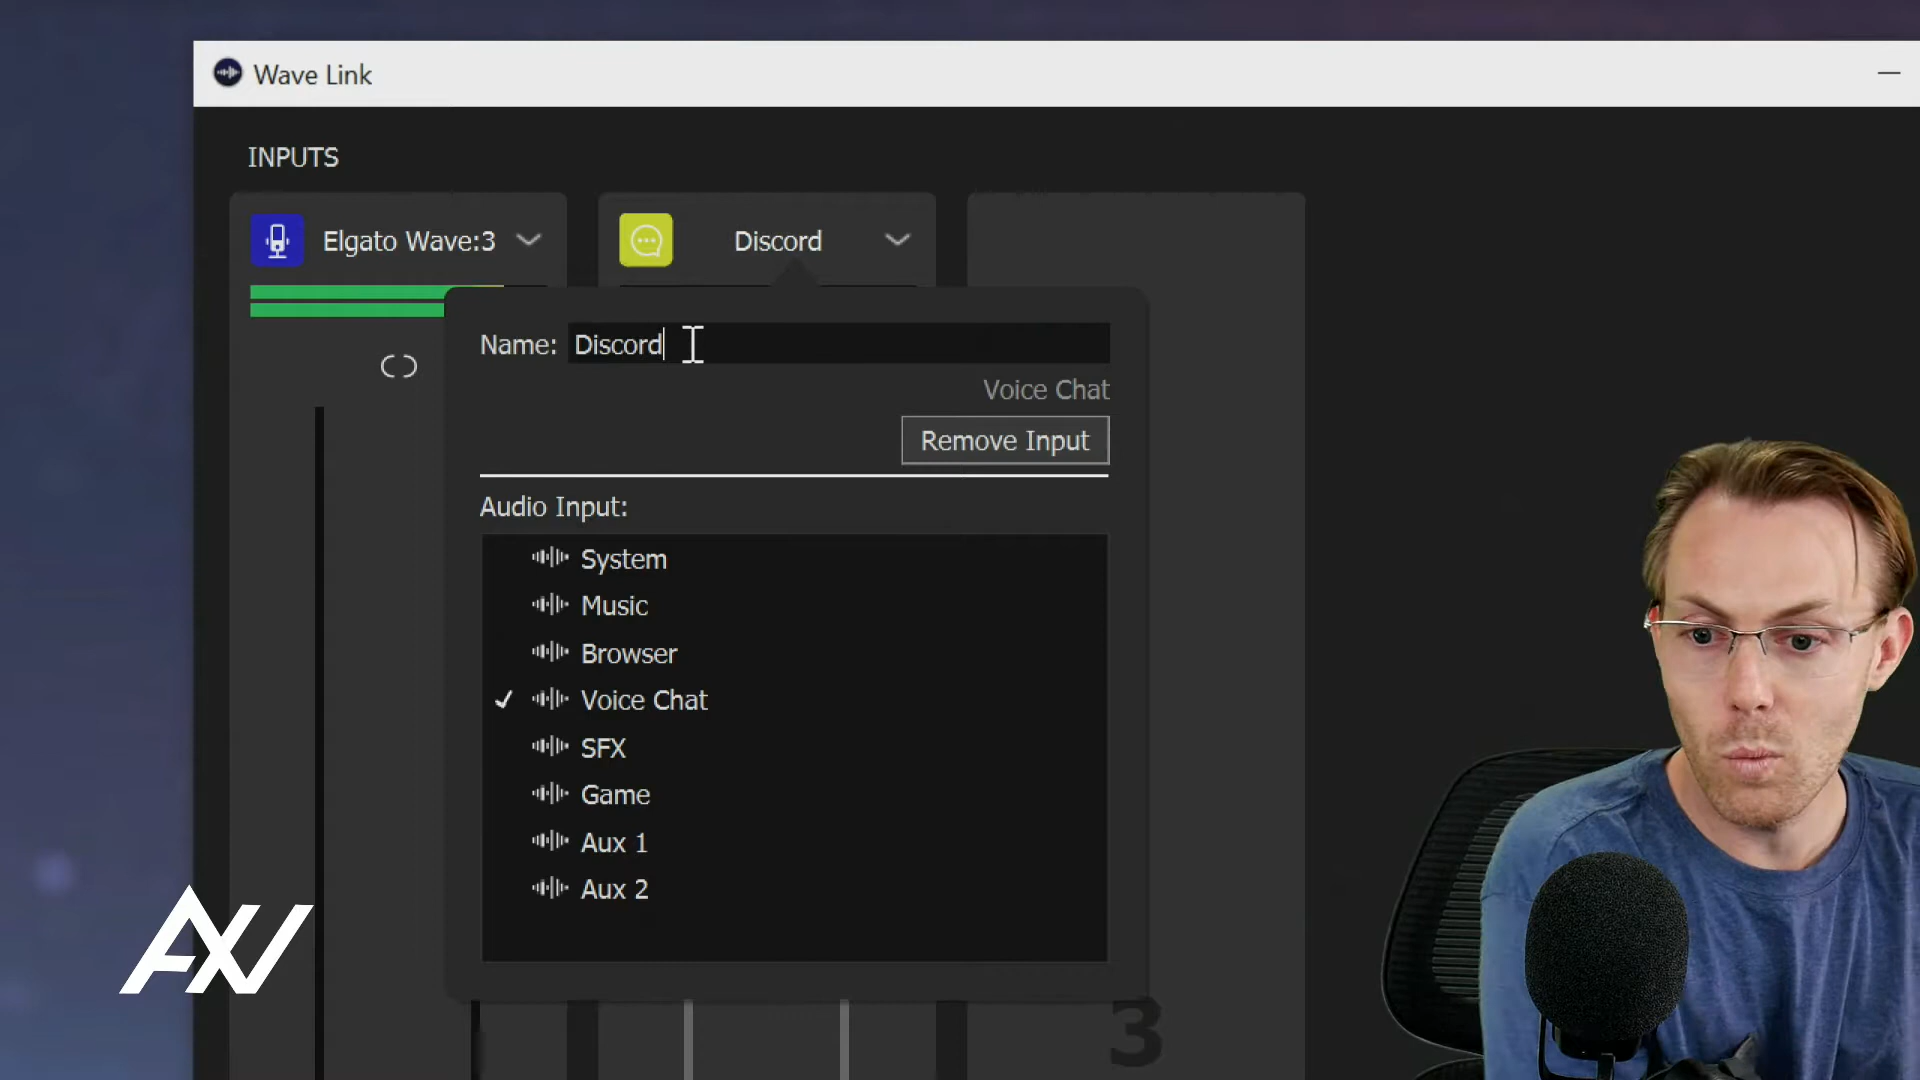 Wave Link
INPUTS
Elgato Wave:3
Discord
Name: Discord
Voice Chat
Remove Input
Audio Input:
System
Music
Browser
Voice Chat
SFX
Game
Aux 1
Aux 2
3